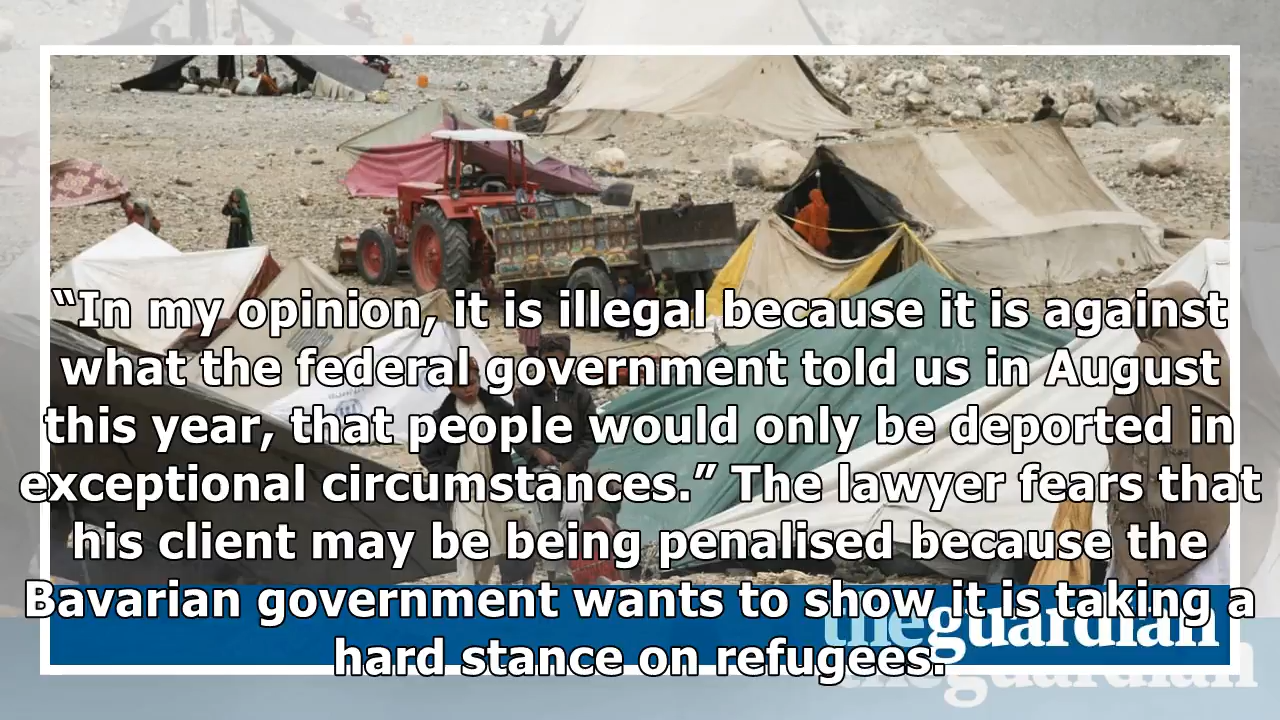 “In my opinion, it is illegal because it is against
what the federal government told us in August
this year, that people would only be deported in
exceptional circumstances.” The lawyer fears that
his client may be being penalised because the
Bavarian government wants to show it is taking a
hard stance on refugees.
theguardian
theguardian